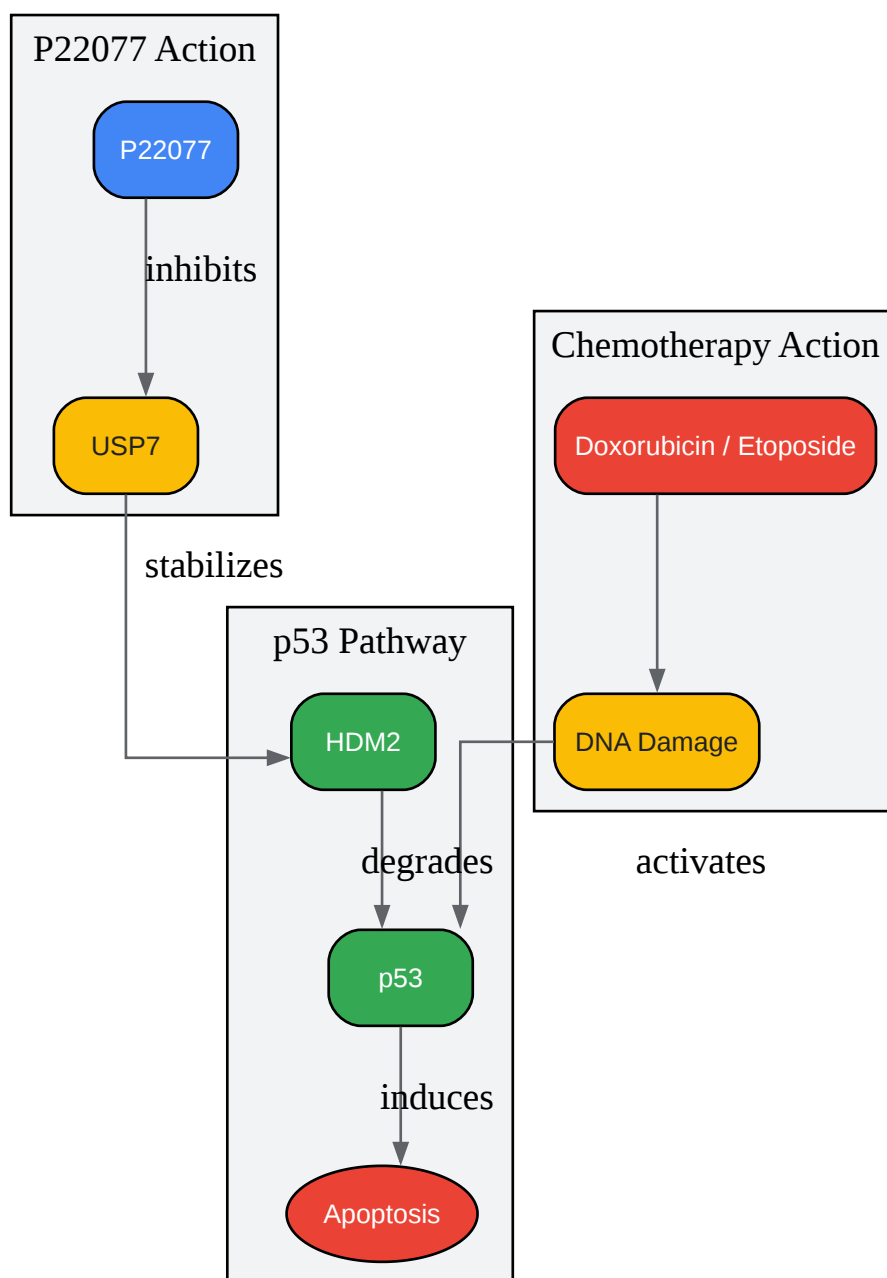 P22077 Action
P22077
inhibits
USP7
stabilizes
Chemotherapy Action
Doxorubicin / Etoposide
DNA Damage
activates
p53 Pathway
HDM2
degrades
p53
induces
Apoptosis